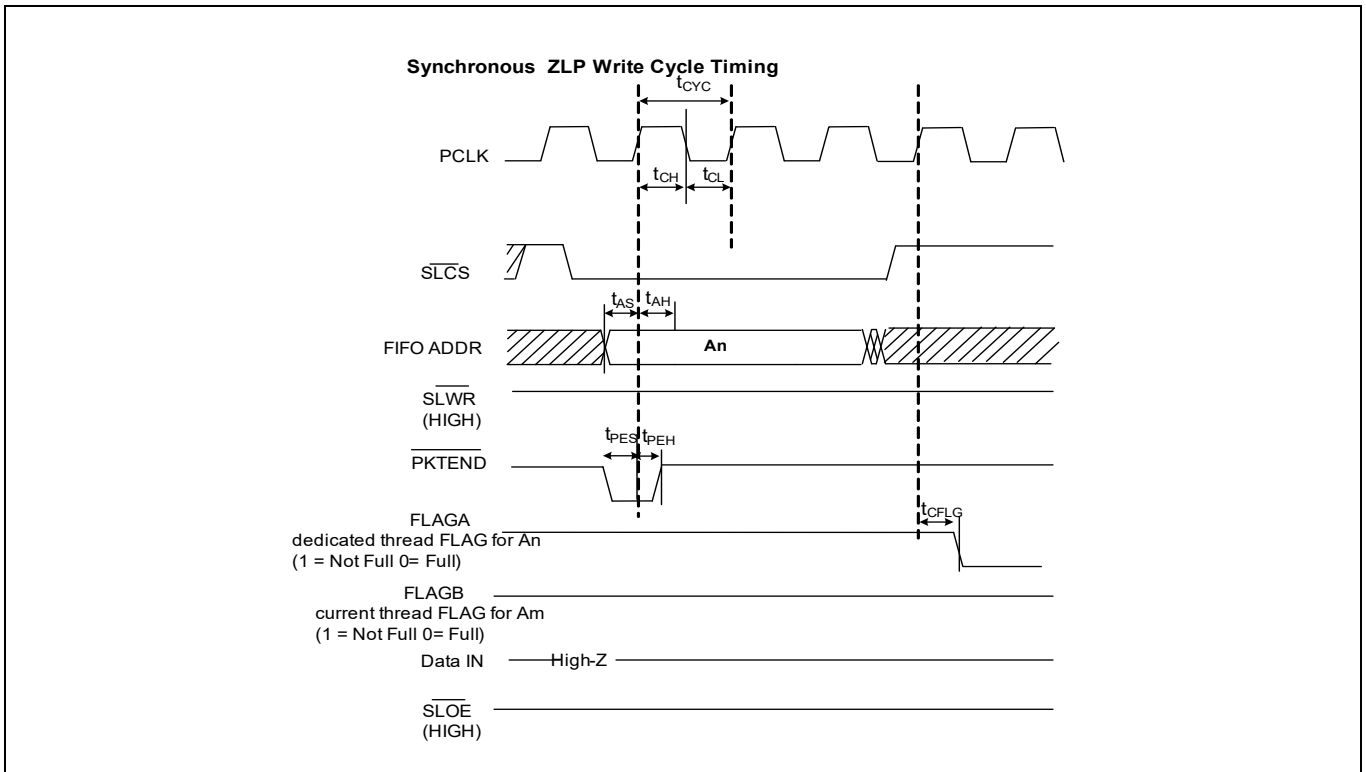 Synchronous ZLP Write Cycle Timing
tCYC
PCLK
tCH
tCL
SLCS
tAS
tAH
FIFO ADDR
An
SLWR
(HIGH)
tPES
tPEH
PKTEND
tCFLG
FLAGA
dedicated thread FLAG for An
(1 = Not Full 0= Full)
FLAGB
current thread FLAG for Am
(1 = Not Full 0= Full)
Data IN
High-Z
SLOE
(HIGH)